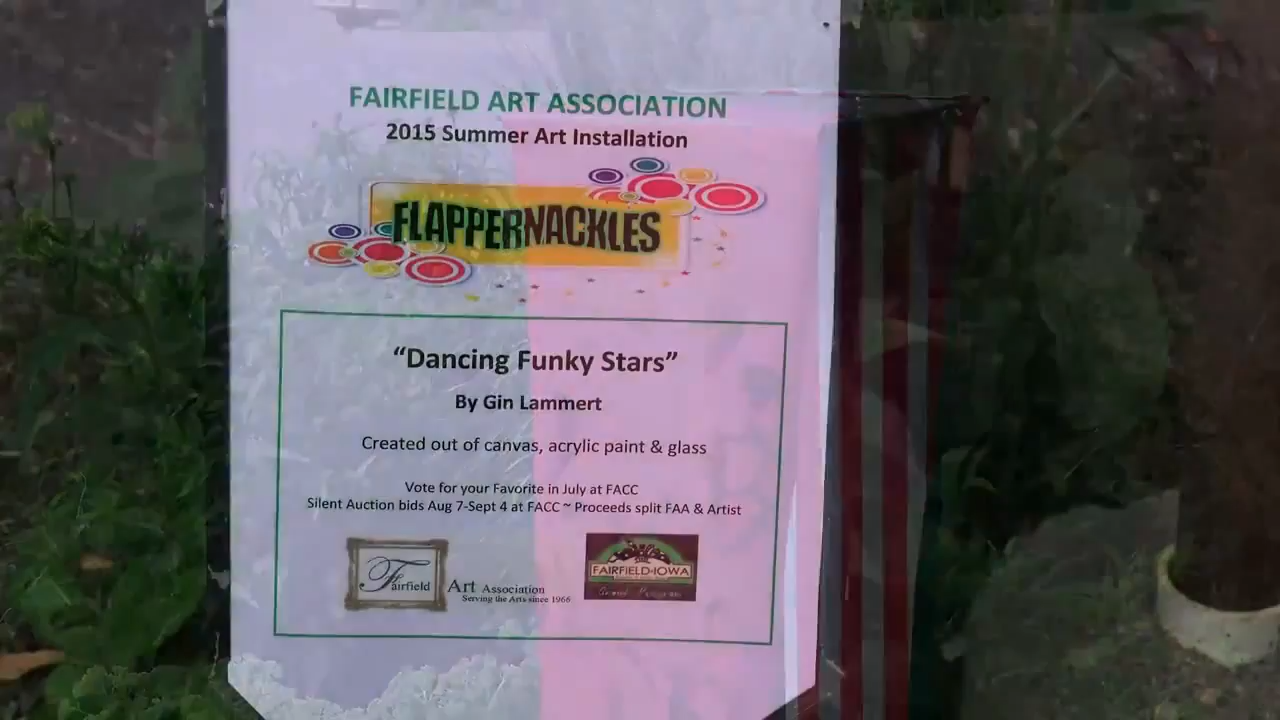 FAIRFIELD ART ASSOCIATION
2015 Summer Art Installation
FLAPPERNACKLES
“Dancing Funky Stars”
By Gin Lammert
Created out of canvas, acrylic paint & glass
Vote for your Favorite in July at FACC
Silent Auction bids Aug 7-Sept 4 at FACC ~ Proceeds split FAA & Artist
Fairfield Art Association
Serving the Arts since 1966
FAIRFIELD•IOWA